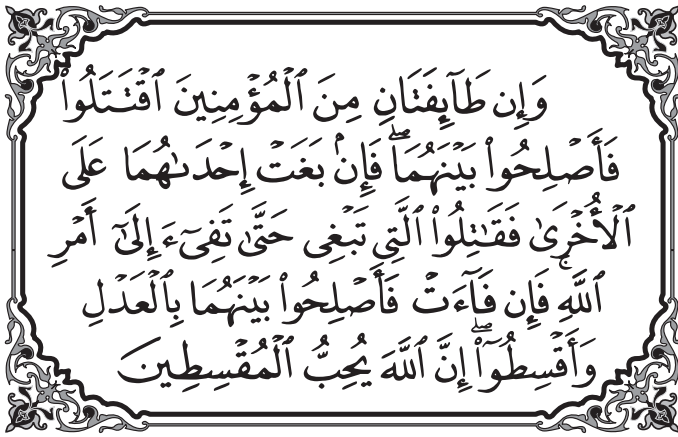 وَإِن طَآئِفَتَانِ مِنَ ٱلْمُؤْمِنِينَ ٱقْتَتَلُوا۟
فَأَصْلِحُوا۟ بَيْنَهُمَا ۖ فَإِنۢ بَغَتْ إِحْدَىٰهُمَا عَلَى
ٱلْأُخْرَىٰ فَقَـٰتِلُوا۟ ٱلَّتِى تَبْغِى حَتَّىٰ تَفِىٓءَ إِلَىٰٓ أَمْرِ
ٱللَّهِ ۚ فَإِن فَآءَتْ فَأَصْلِحُوا۟ بَيْنَهُمَا بِٱلْعَدْلِ
وَأَقْسِطُوٓا۟ ۖ إِنَّ ٱللَّهَ يُحِبُّ ٱلْمُقْسِطِينَ